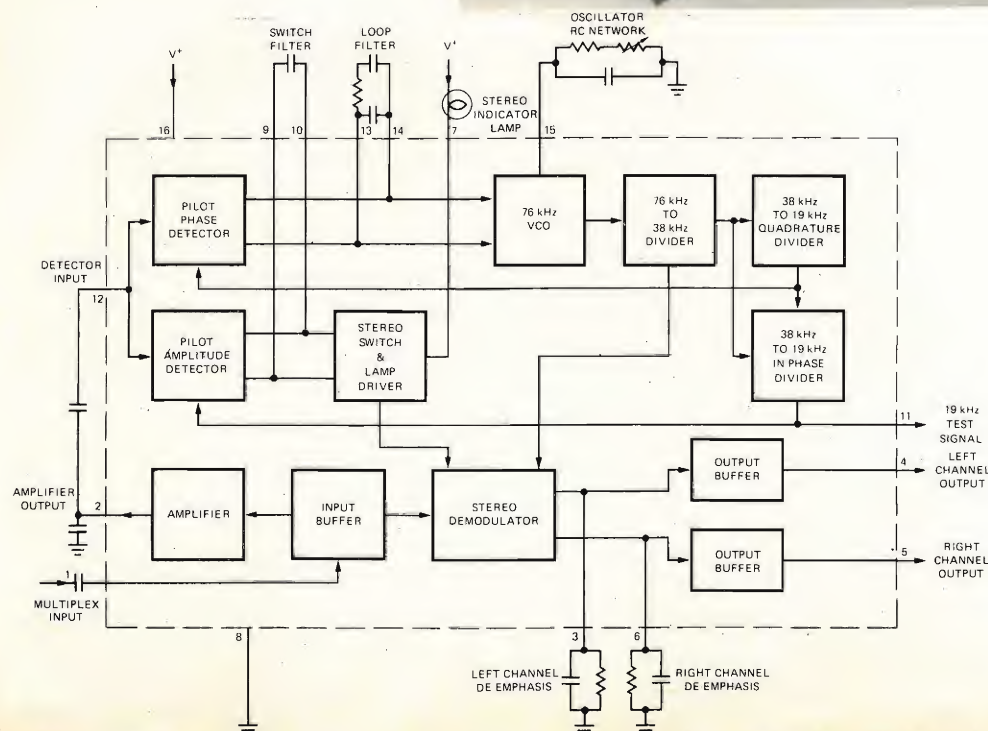 OSCILLATOR
RC NETWORK
SWITCH
FILTER
LOOP
FILTER
V+
V+
STEREO
INDICATOR
LAMP
16
9
10
13
14
7
15
PILOT
PHASE
DETECTOR
76 kHz
VCO
76 kHz
TO
38 kHz
DIVIDER
38 kHz
TO 19 kHz
QUADRATURE
DIVIDER
DETECTOR
INPUT
12
PILOT
AMPLITUDE
DETECTOR
STEREO
SWITCH
&
LAMP
DRIVER
38 kHz
TO 19 kHz
IN PHASE
DIVIDER
11
19 kHz
TEST
SIGNAL
AMPLIFIER
OUTPUT
2
AMPLIFIER
INPUT
BUFFER
STEREO
DEMODULATOR
OUTPUT
BUFFER
4
LEFT
CHANNEL
OUTPUT
OUTPUT
BUFFER
5
RIGHT
CHANNEL
OUTPUT
1
MULTIPLEX
INPUT
8
3
6
LEFT CHANNEL
DE EMPHASIS
RIGHT CHANNEL
DE EMPHASIS